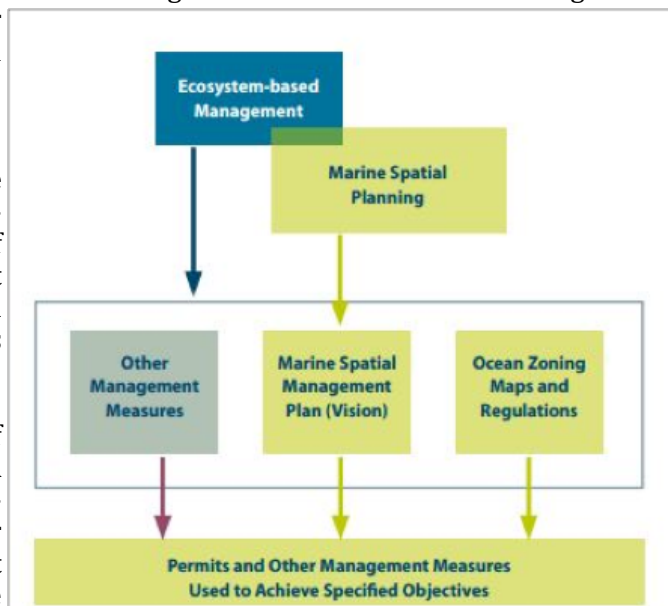 Ecosystem-based
Management
Marine Spatial
Planning
Other
Management
Measures
Marine Spatial
Management
Plan (Vision)
Ocean Zoning
Maps and
Regulations
Permits and Other Management Measures
Used to Achieve Specified Objectives